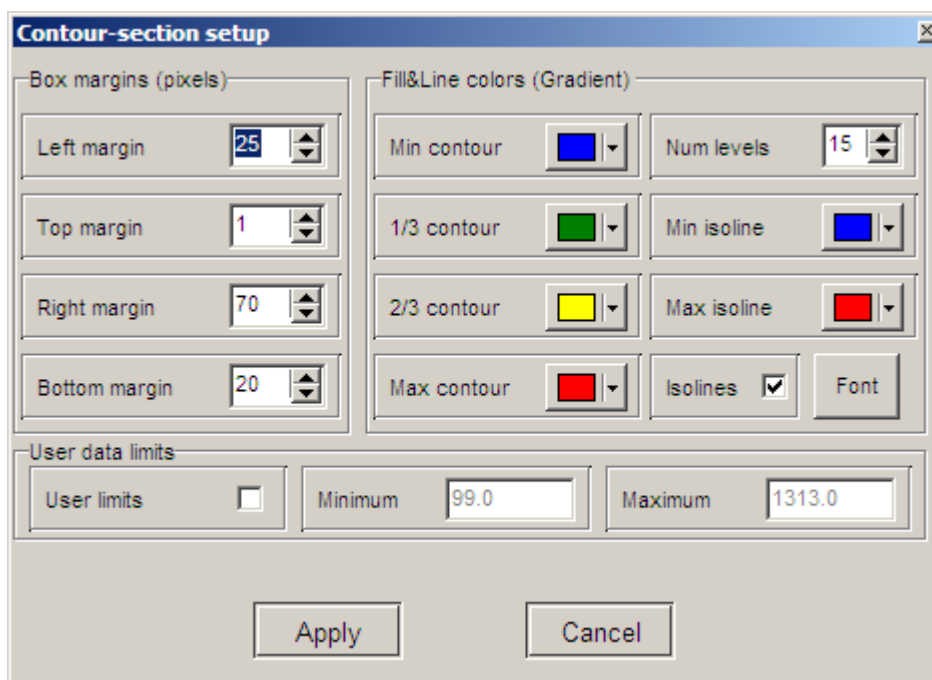 Contour-section setup
Box margins (pixels)
Left margin 25
Top margin 1
Right margin 70
Bottom margin 20
Fill&Line colors (Gradient)
Min contour
1/3 contour
2/3 contour
Max contour
Num levels 15
Min isoline
Max isoline
Isolines
Font
User data limits
User limits
Minimum 99.0
Maximum 1313.0
Apply
Cancel